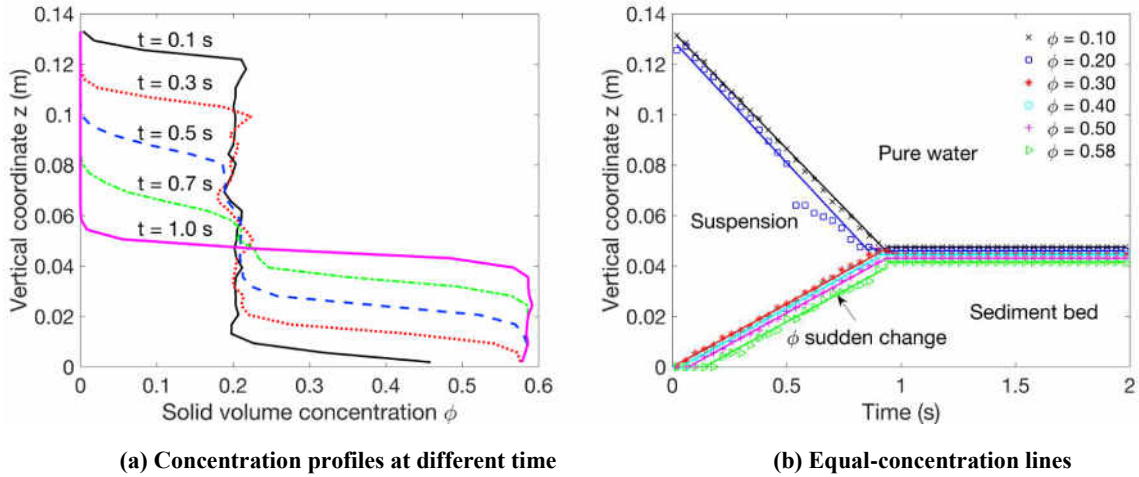 0.14
0.12
0.1
0.08
0.06
0.04
0.02
0
Vertical coordinate z (m)
t = 0.1 s
t = 0.3 s
t = 0.5 s
t = 0.7 s
t = 1.0 s
0 0.1 0.2 0.3 0.4 0.5 0.6
Solid volume concentration ϕ
(a) Concentration profiles at different time
0.14
0.12
0.1
0.08
0.06
0.04
0.02
0
Vertical coordinate z (m)
ϕ = 0.10
ϕ = 0.20
ϕ = 0.30
ϕ = 0.40
ϕ = 0.50
ϕ = 0.58
Pure water
Suspension
Sediment bed
ϕ sudden change
0 0.5 1 1.5 2
Time (s)
(b) Equal-concentration lines